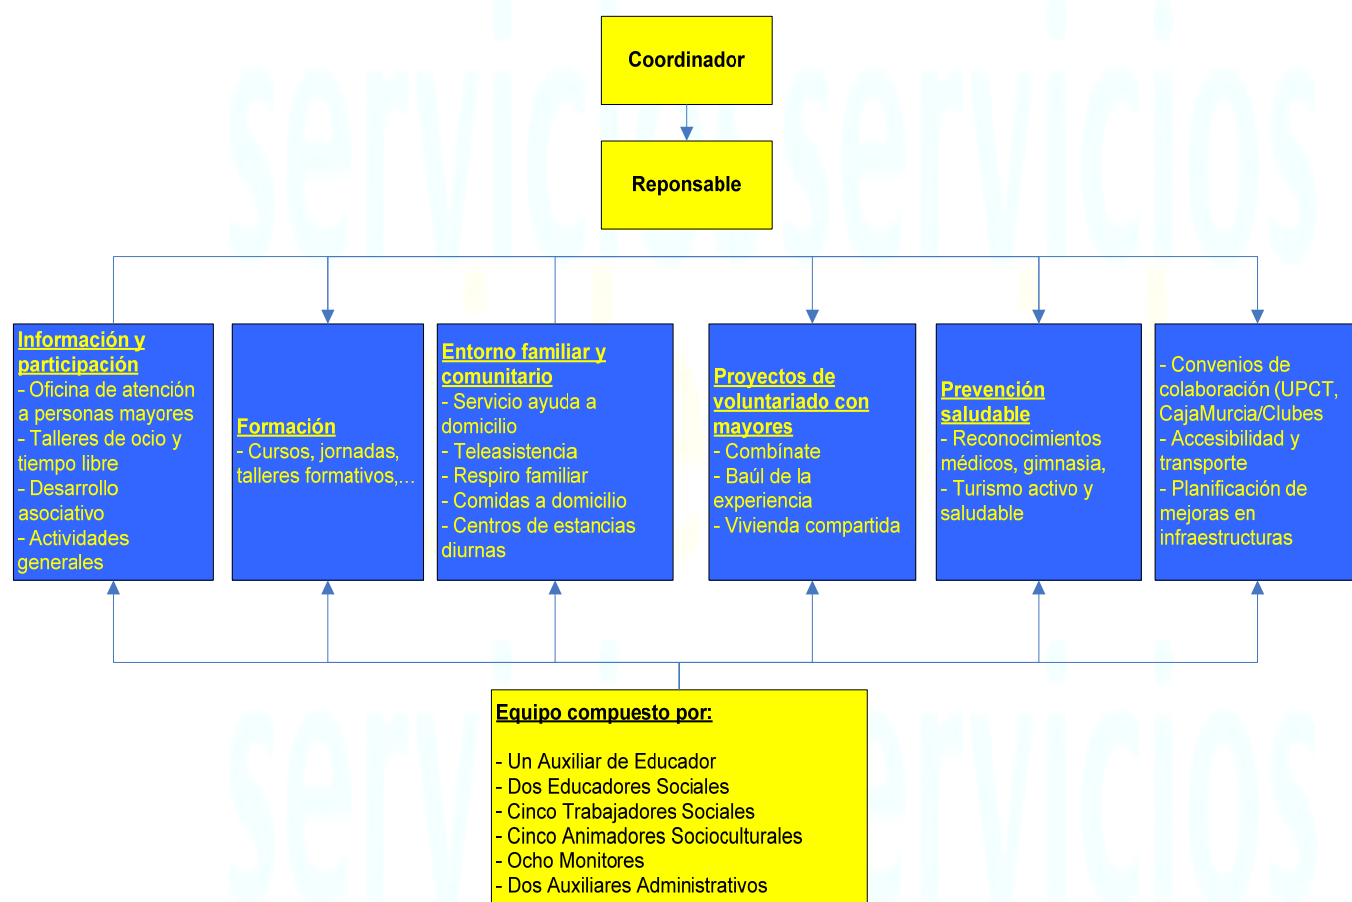 Coordinador
Reponsable
Información y
participación
- Oficina de atención
a personas mayores
- Talleres de ocio y
tiempo libre
- Desarrollo
asociativo
- Actividades
generales
Formación
- Cursos, jornadas,
talleres formativos,...
Entorno familiar y
comunitario
- Servicio ayuda a
domicilio
- Teleasistencia
- Respiro familiar
- Comidas a domicilio
- Centros de estancias
diurnas
Proyectos de
voluntariado con
mayores
- Combínate
- Baúl de la
experiencia
- Vivienda compartida
Prevención
saludable
- Reconocimientos
médicos, gimnasia,
- Turismo activo y
saludable
- Convenios de
colaboración (UPCT,
CajaMurcia/Clubes
- Accesibilidad y
transporte
- Planificación de
mejoras en
infraestructuras
Equipo compuesto por:
- Un Auxiliar de Educador
- Dos Educadores Sociales
- Cinco Trabajadores Sociales
- Cinco Animadores Socioculturales
- Ocho Monitores
- Dos Auxiliares Administrativos
servicios servicios
servicios servicios